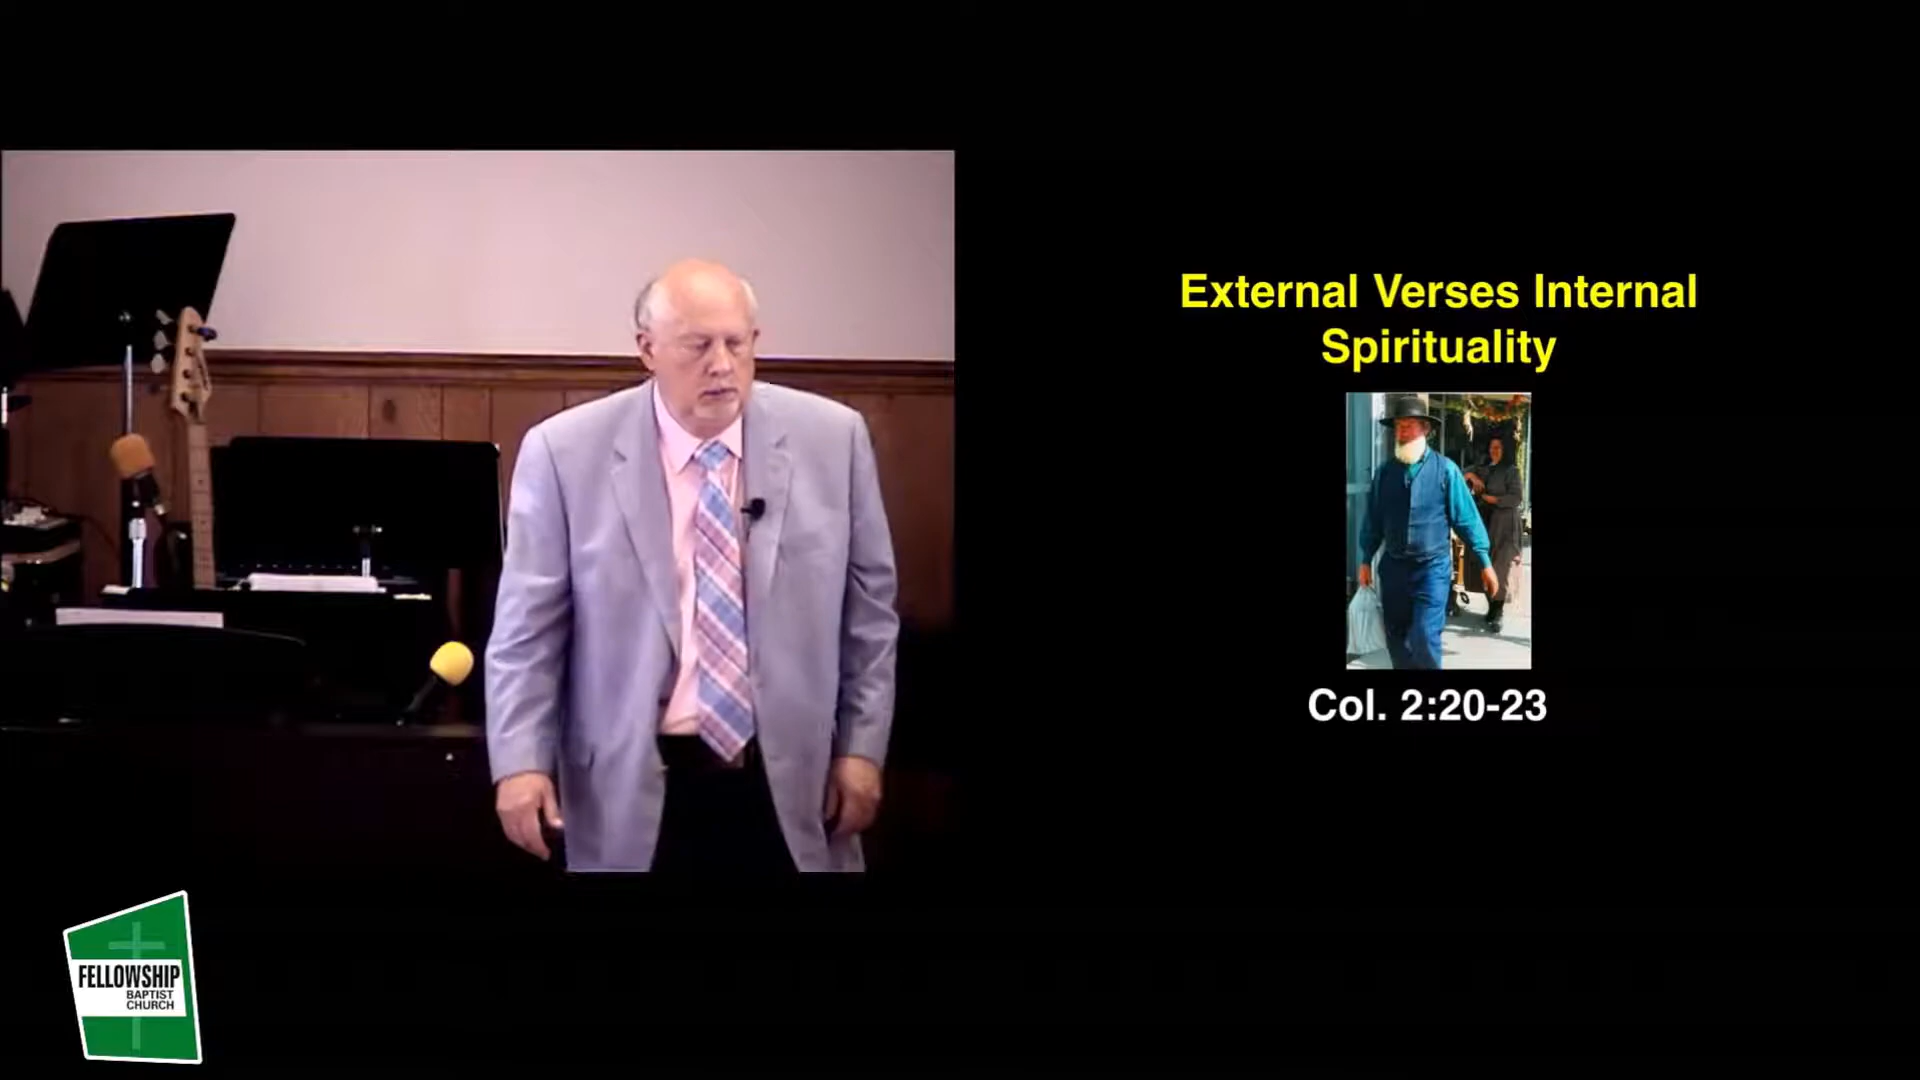 External Verses Internal
Spirituality
Col. 2:20-23
FELLOWSHIP
BAPTIST
CHURCH